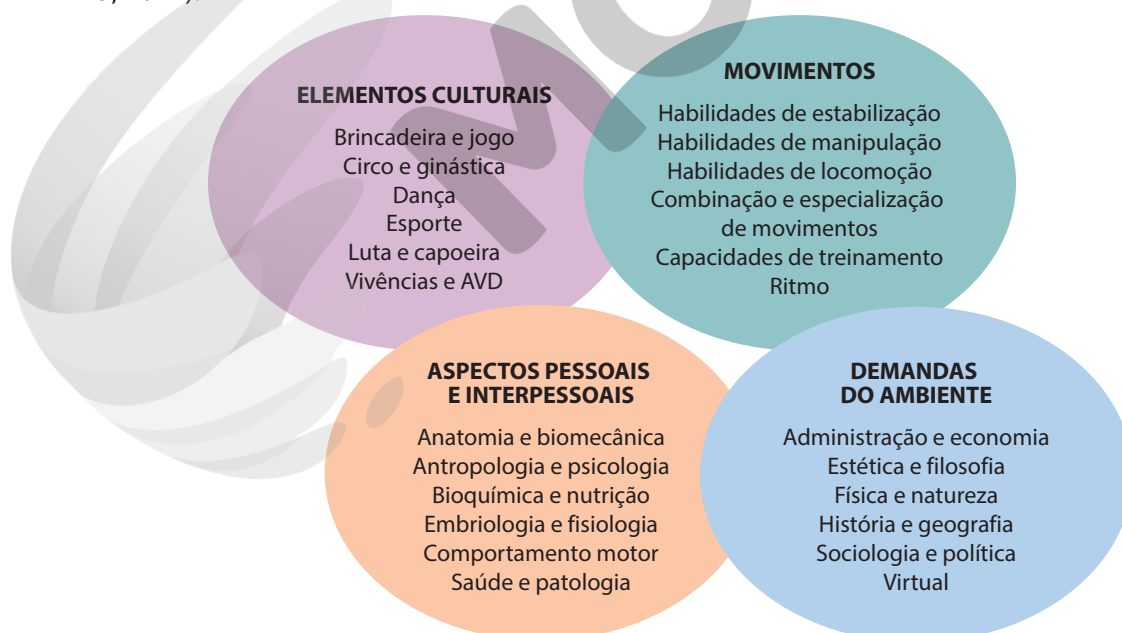 ELEMENTOS CULTURAIS
Brincadeira e jogo
Circo e ginástica
Dança
Esporte
Luta e capoeira
Vivências e AVD
MOVIMENTOS
Habilidades de estabilização
Habilidades de manipulação
Habilidades de locomoção
Combinação e especialização
de movimentos
Capacidades de treinamento
Ritmo
ASPECTOS PESSOAIS
E INTERPESSOAIS
Anatomia e biomecânica
Antropologia e psicologia
Bioquímica e nutrição
Embriologia e fisiologia
Comportamento motor
Saúde e patologia
DEMANDAS
DO AMBIENTE
Administração e economia
Estética e filosofia
Física e natureza
História e geografia
Sociologia e política
Virtual